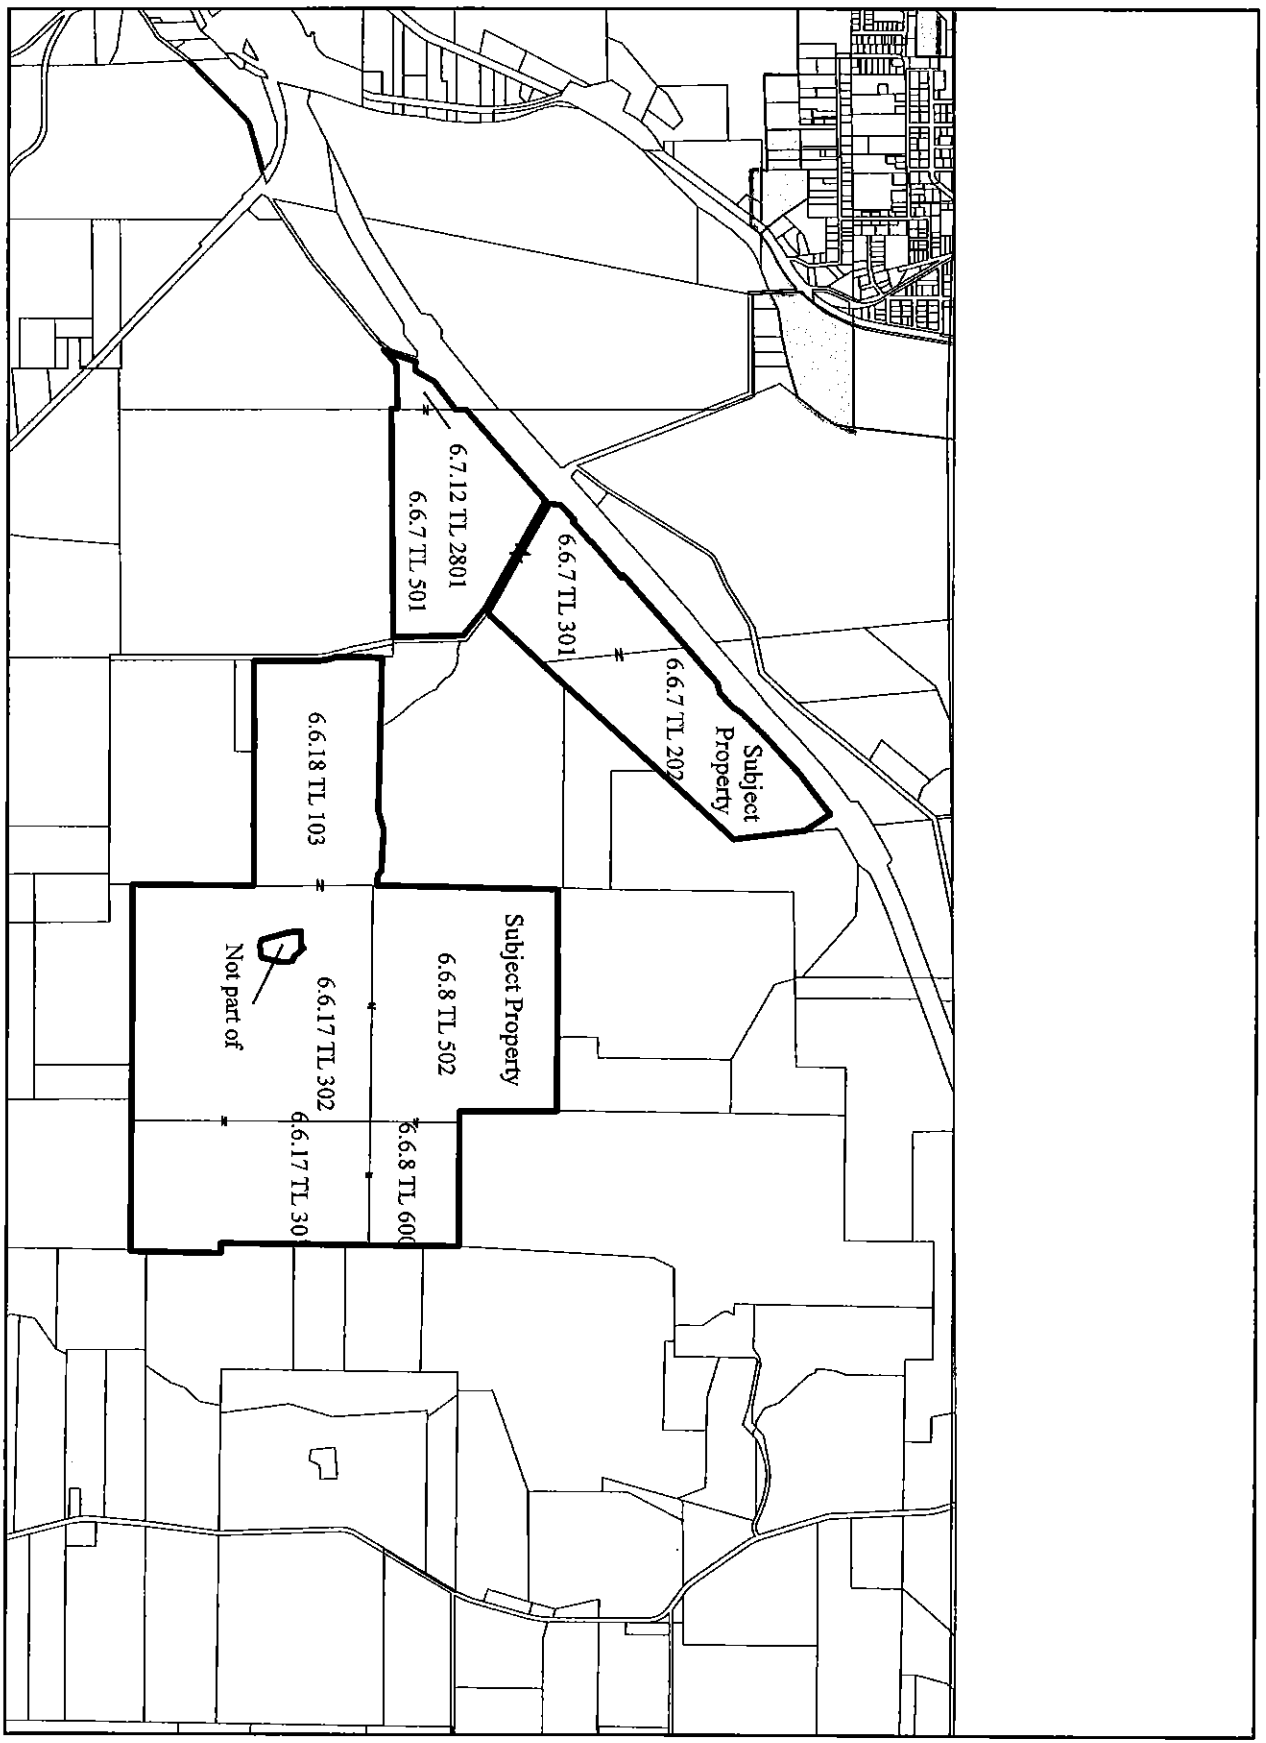 6.7.12 TL 2801
6.6.7 TL 501
6.6.7 TL 301
6.6.7 TL 202
Subject
Property
6.6.18 TL 103
Subject Property
6.6.8 TL 502
6.6.17 TL 302
Not part of
6.6.8 TL 600
6.6.17 TL 30